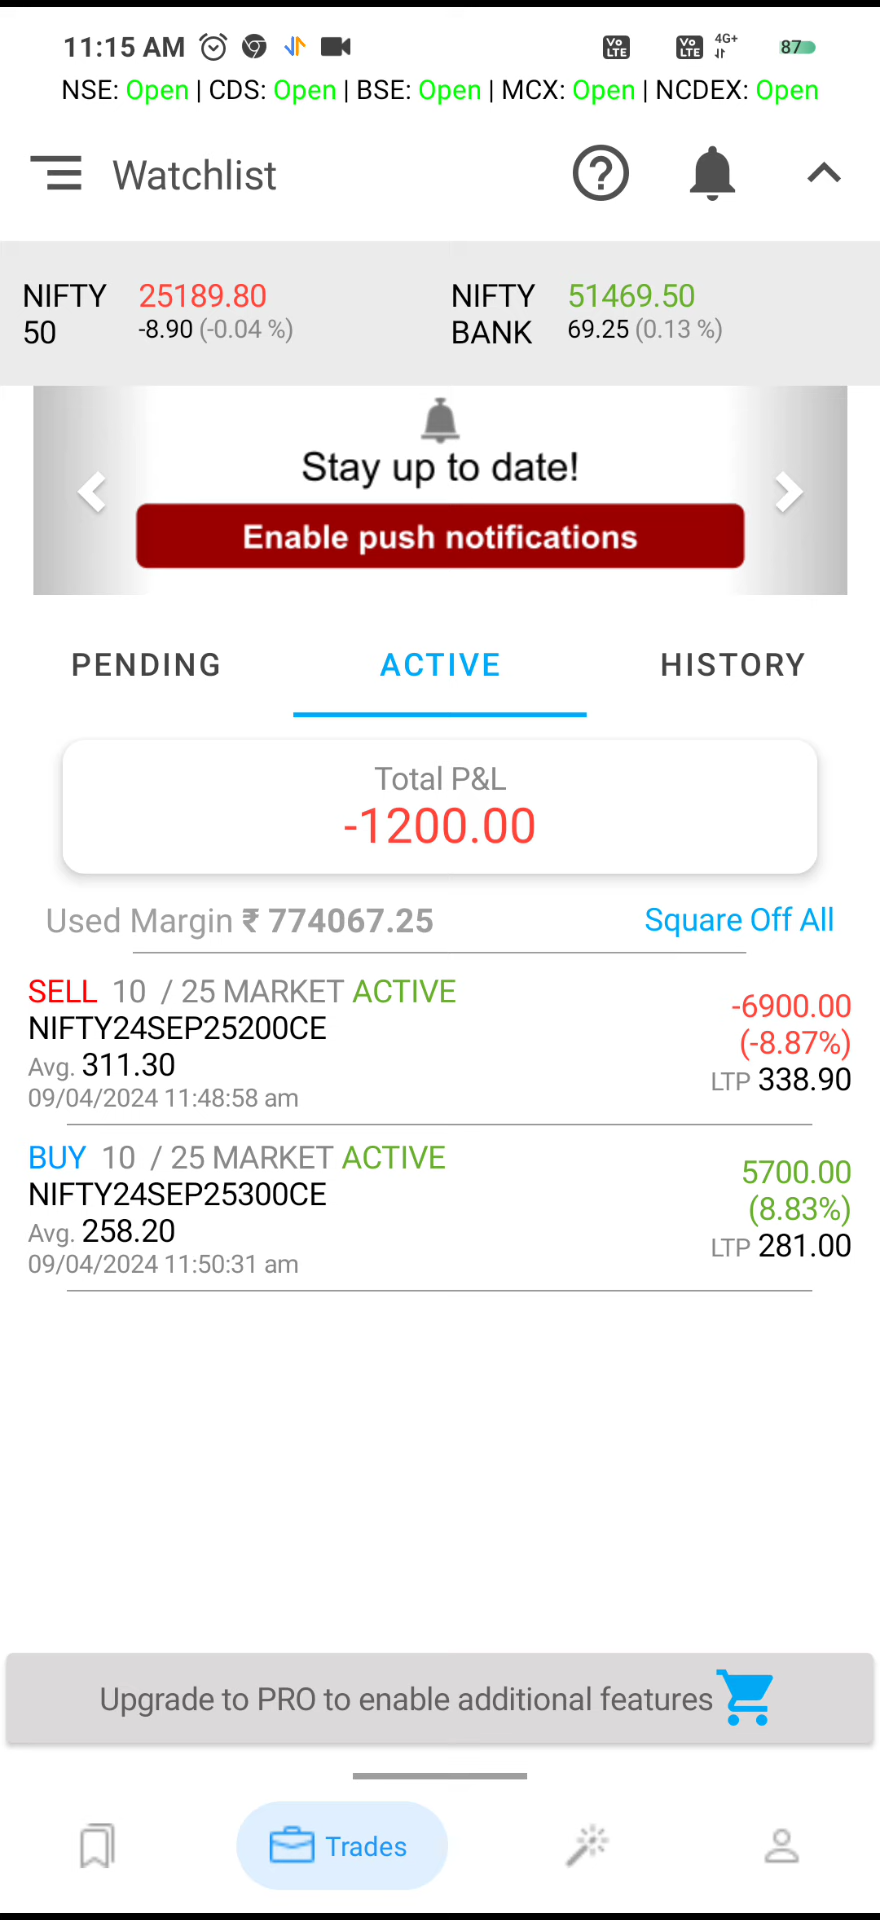 11:15 AM Vo LTE Vo LTE 4G+ 87
NSE: Open | CDS: Open | BSE: Open | MCX: Open | NCDEX: Open
Watchlist
NIFTY 50 25189.80
-8.90 (-0.04 %)
NIFTY BANK 51469.50
69.25 (0.13 %)
Stay up to date!
Enable push notifications
PENDING ACTIVE HISTORY
Total P&L
-1200.00
Used Margin ₹ 774067.25 Square Off All
SELL 10 / 25 MARKET ACTIVE
NIFTY24SEP25200CE
Avg. 311.30
09/04/2024 11:48:58 am
-6900.00
(-8.87%)
LTP 338.90
BUY 10 / 25 MARKET ACTIVE
NIFTY24SEP25300CE
Avg. 258.20
09/04/2024 11:50:31 am
5700.00
(8.83%)
LTP 281.00
Upgrade to PRO to enable additional features
Trades